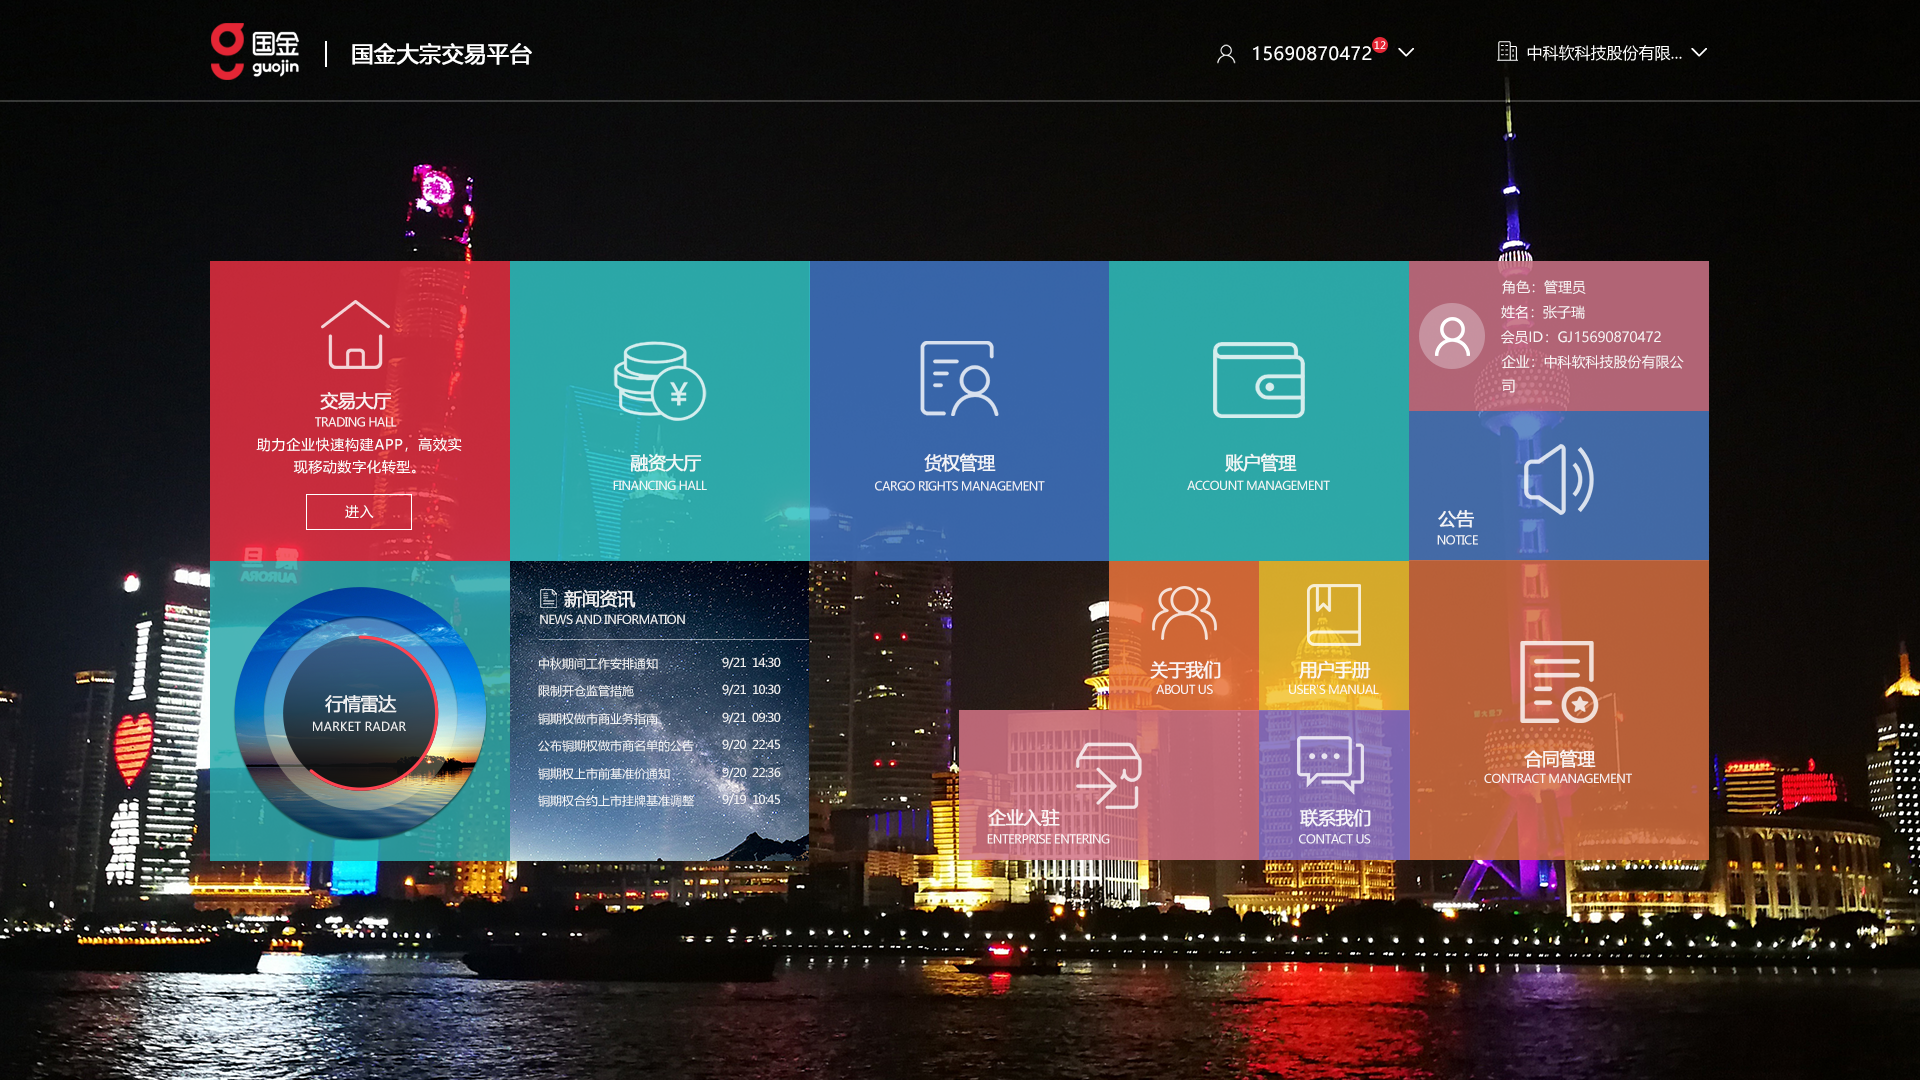 国金
guojin
国金大宗交易平台
15690870472
12
中科软科技股份有限...
交易大厅
TRADING HALL
助力企业快速构建APP，高效实
现移动数字化转型。
进入
融资大厅
FINANCING HALL
货权管理
CARGO RIGHTS MANAGEMENT
账户管理
ACCOUNT MANAGEMENT
角色：管理员
姓名：张子瑞
会员ID：GJ15690870472
企业：中科软科技股份有限公
司
公告
NOTICE
AURORA
行情雷达
MARKET RADAR
新闻资讯
NEWS AND INFORMATION
中秋期间工作安排通知 9/21 14:30
限制开仓监管措施 9/21 10:30
铜期权做市商业务指南 9/21 09:30
公布铜期权做市商名单的公告 9/20 22:45
铜期权上市前基准价通知 9/20 22:36
铜期权合约上市挂牌基准调整 9/19 10:45
关于我们
ABOUT US
用户手册
USER'S MANUAL
企业入驻
ENTERPRISE ENTERING
联系我们
CONTACT US
合同管理
CONTRACT MANAGEMENT